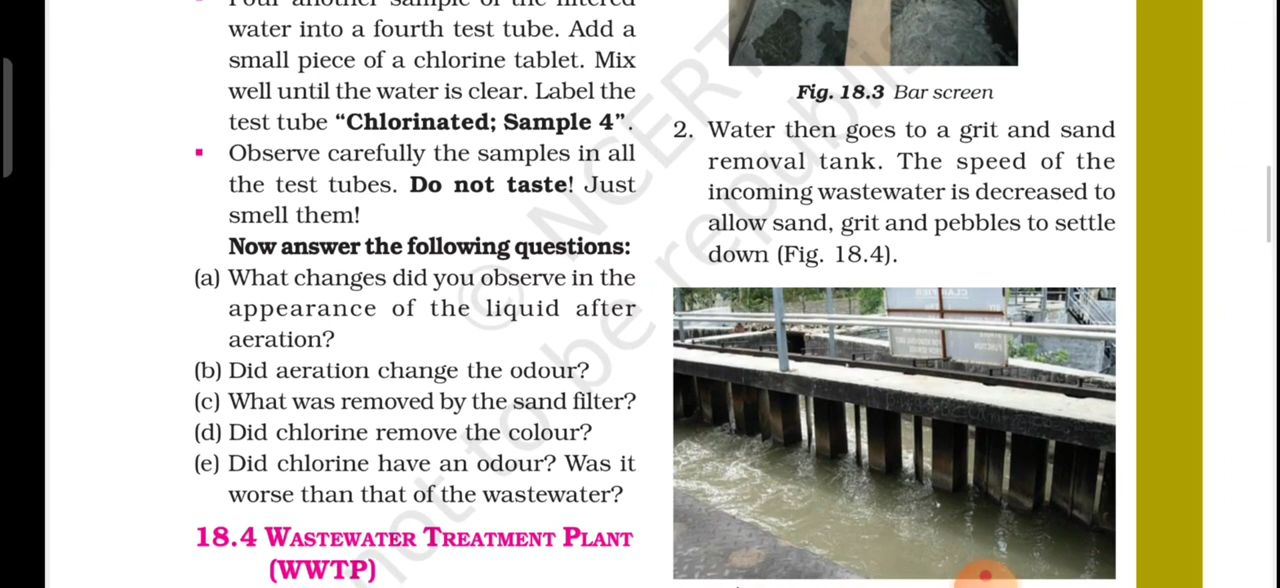 water into a fourth test tube. Add a
small piece of a chlorine tablet. Mix
well until the water is clear. Label the
test tube “Chlorinated; Sample 4”.
▪ Observe carefully the samples in all
the test tubes. Do not taste! Just
smell them!
Now answer the following questions:
(a) What changes did you observe in the
appearance of the liquid after
aeration?
(b) Did aeration change the odour?
(c) What was removed by the sand filter?
(d) Did chlorine remove the colour?
(e) Did chlorine have an odour? Was it
worse than that of the wastewater?
18.4 WASTEWATER TREATMENT PLANT
(WWTP)
Fig. 18.3 Bar screen
2. Water then goes to a grit and sand
removal tank. The speed of the
incoming wastewater is decreased to
allow sand, grit and pebbles to settle
down (Fig. 18.4).
© NCERT
not to be republis